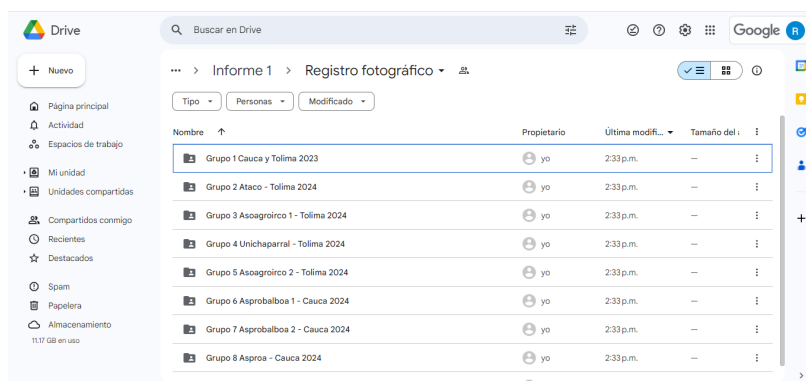 Drive
Buscar en Drive
Google
R
Nuevo
Página principal
Actividad
Espacios de trabajo
Mi unidad
Unidades compartidas
Compartidos conmigo
Recientes
Destacados
Spam
Papelera
Almacenamiento
11.17 GB en uso
... > Informe 1 > Registro fotográfico
Tipo Personas Modificado
Nombre Propietario Última modifi... Tamaño del
Grupo 1 Cauca y Tolima 2023 yo 2:33 p.m. —
Grupo 2 Ataco - Tolima 2024 yo 2:33 p.m. —
Grupo 3 Asoagroirco 1 - Tolima 2024 yo 2:33 p.m. —
Grupo 4 Unichaparral - Tolima 2024 yo 2:33 p.m. —
Grupo 5 Asoagroirco 2 - Tolima 2024 yo 2:33 p.m. —
Grupo 6 Asprobalboa 1 - Cauca 2024 yo 2:33 p.m. —
Grupo 7 Asprobalboa 2 - Cauca 2024 yo 2:33 p.m. —
Grupo 8 Asproa - Cauca 2024 yo 2:33 p.m. —